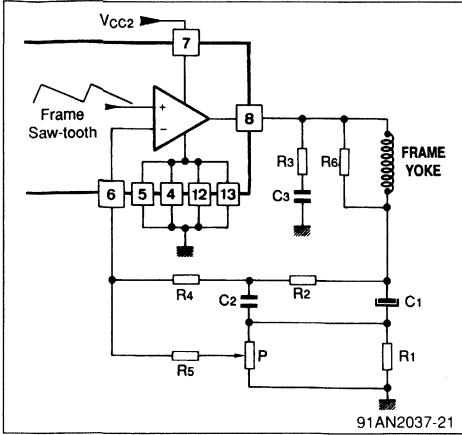 VCC2
7
Frame
Saw-tooth
+
−
8
R3
R6
FRAME
YOKE
C3
6
5
4
12
13
R4
C2
R2
C1
R5
P
R1
91AN2037-21